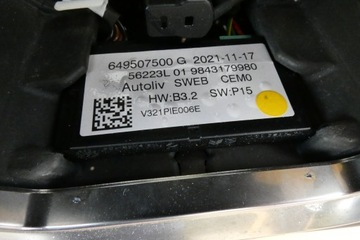 649507500 G 2021-11-17
56223L 01 9843179980
Autoliv SWEB CEM0
HW:B3.2 SW:P15
V321PIE006E